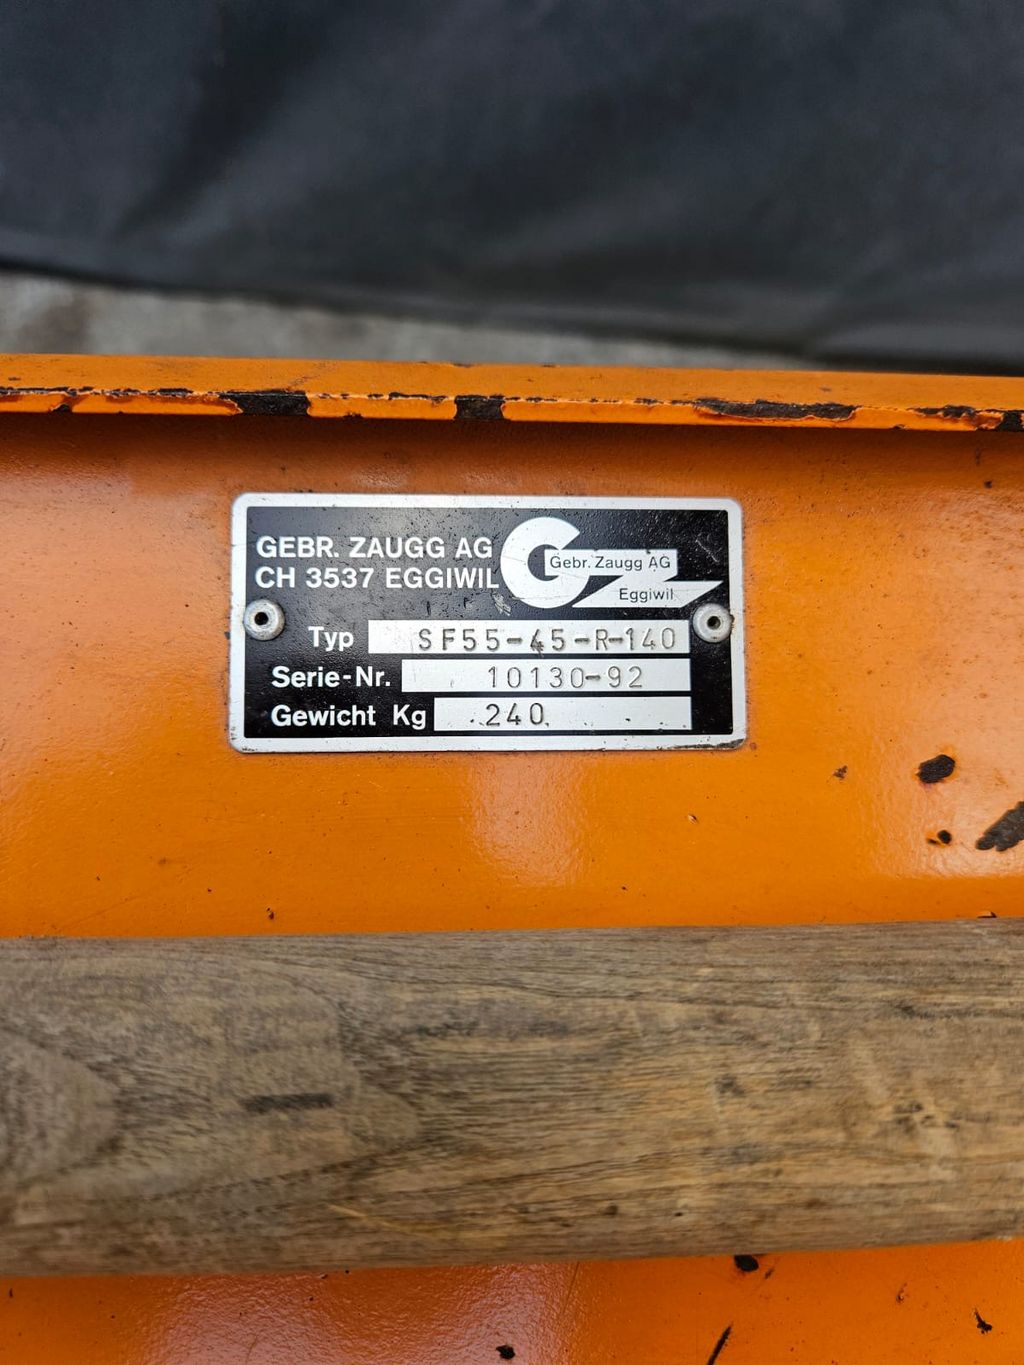 GEBR. ZAUGG AG
CH 3537 EGGIWIL
Gebr. Zaugg AG
Eggiwil
Typ SF55-45-R-140
Serie-Nr. 10130-92
Gewicht Kg 240